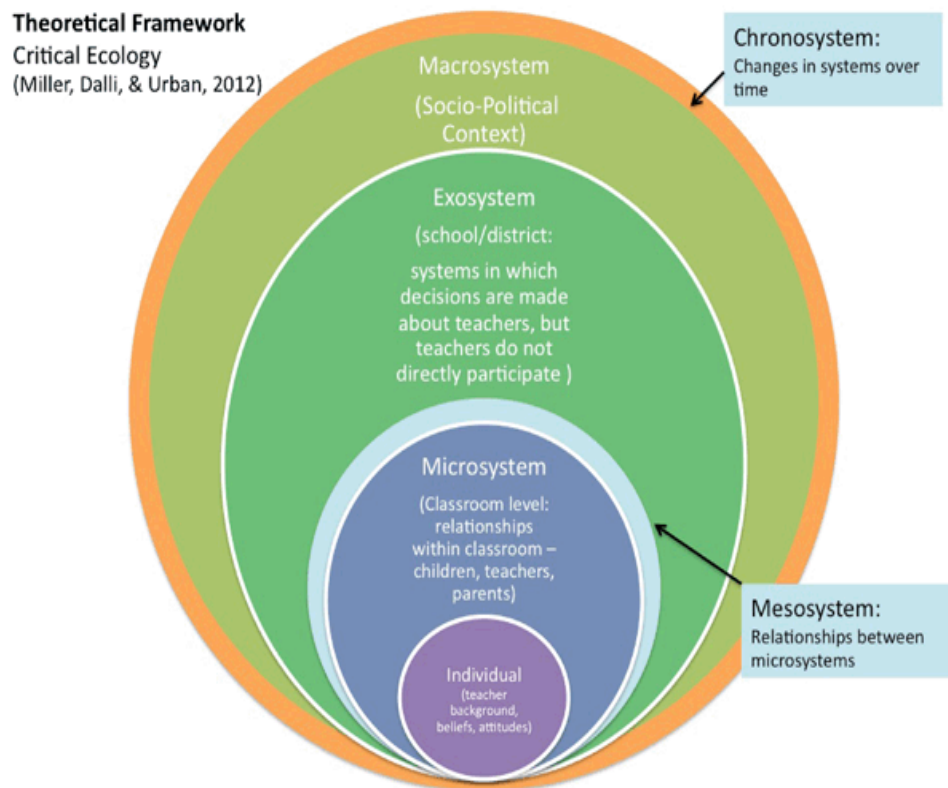 Theoretical Framework
Critical Ecology
(Miller, Dalli, & Urban, 2012)
Chronosystem:
Changes in systems over
time
Macrosystem
(Socio-Political
Context)
Exosystem
(school/district:
systems in which
decisions are made
about teachers, but
teachers do not
directly participate )
Microsystem
(Classroom level:
relationships
within classroom –
children, teachers,
parents)
Mesosystem:
Relationships between
microsystems
Individual
(teacher
background,
beliefs, attitudes)